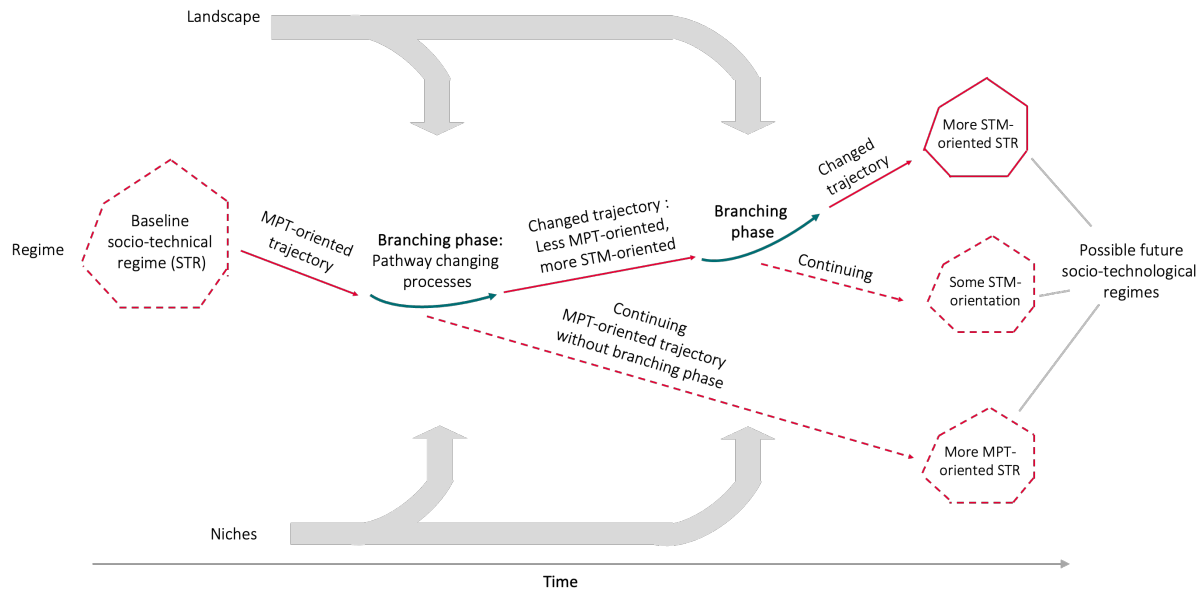 Landscape
Regime
Baseline
socio-technical
regime (STR)
MPT-oriented
trajectory
Branching phase:
Pathway changing
processes
Changed trajectory :
Less MPT-oriented,
more STM-oriented
Branching
phase
Changed
trajectory
More STM-
oriented STR
Continuing
Some STM-
orientation
Possible future
socio-technological
regimes
Continuing
MPT-oriented trajectory
without branching phase
More MPT-
oriented STR
Niches
Time